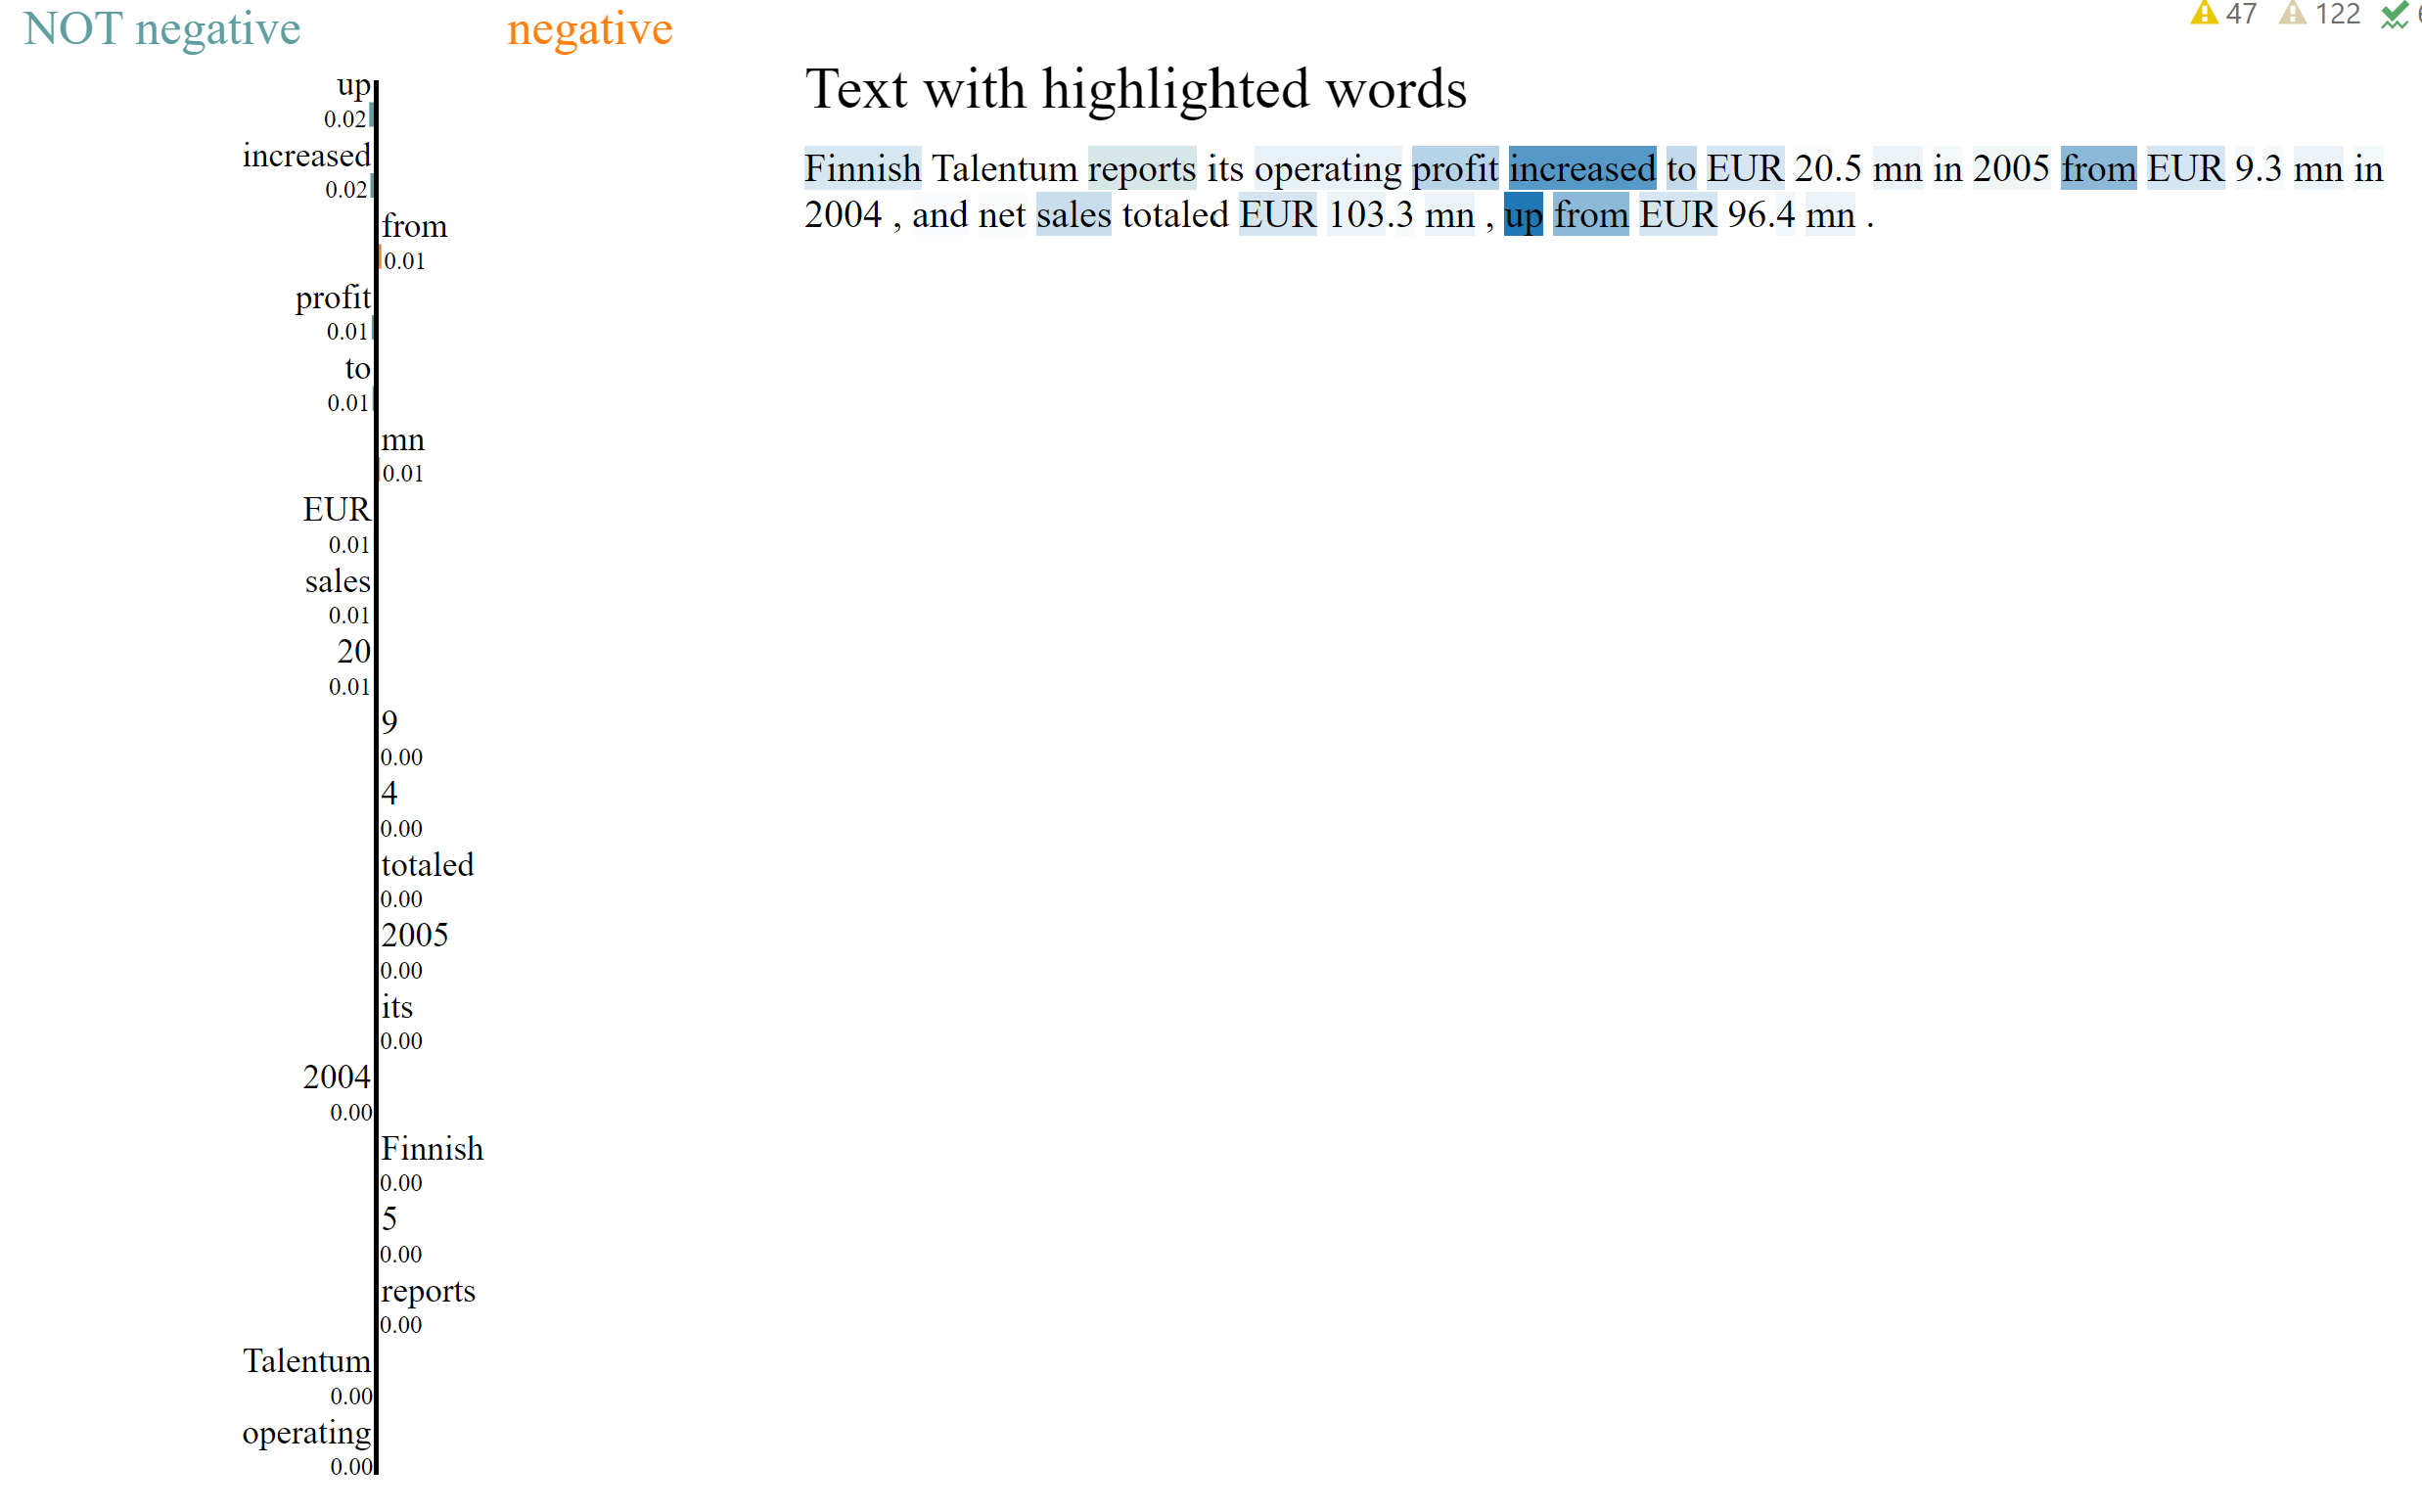 NOT negative negative
47 122
up
0.02
increased
0.02
from
0.01
profit
0.01
to
0.01
mn
0.01
EUR
0.01
sales
0.01
20
0.01
9
0.00
4
0.00
totaled
0.00
2005
0.00
its
0.00
2004
0.00
Finnish
0.00
5
0.00
reports
0.00
Talentum
0.00
operating
0.00
Text with highlighted words
Finnish Talentum reports its operating profit increased to EUR 20.5 mn in 2005 from EUR 9.3 mn in
2004 , and net sales totaled EUR 103.3 mn , up from EUR 96.4 mn .